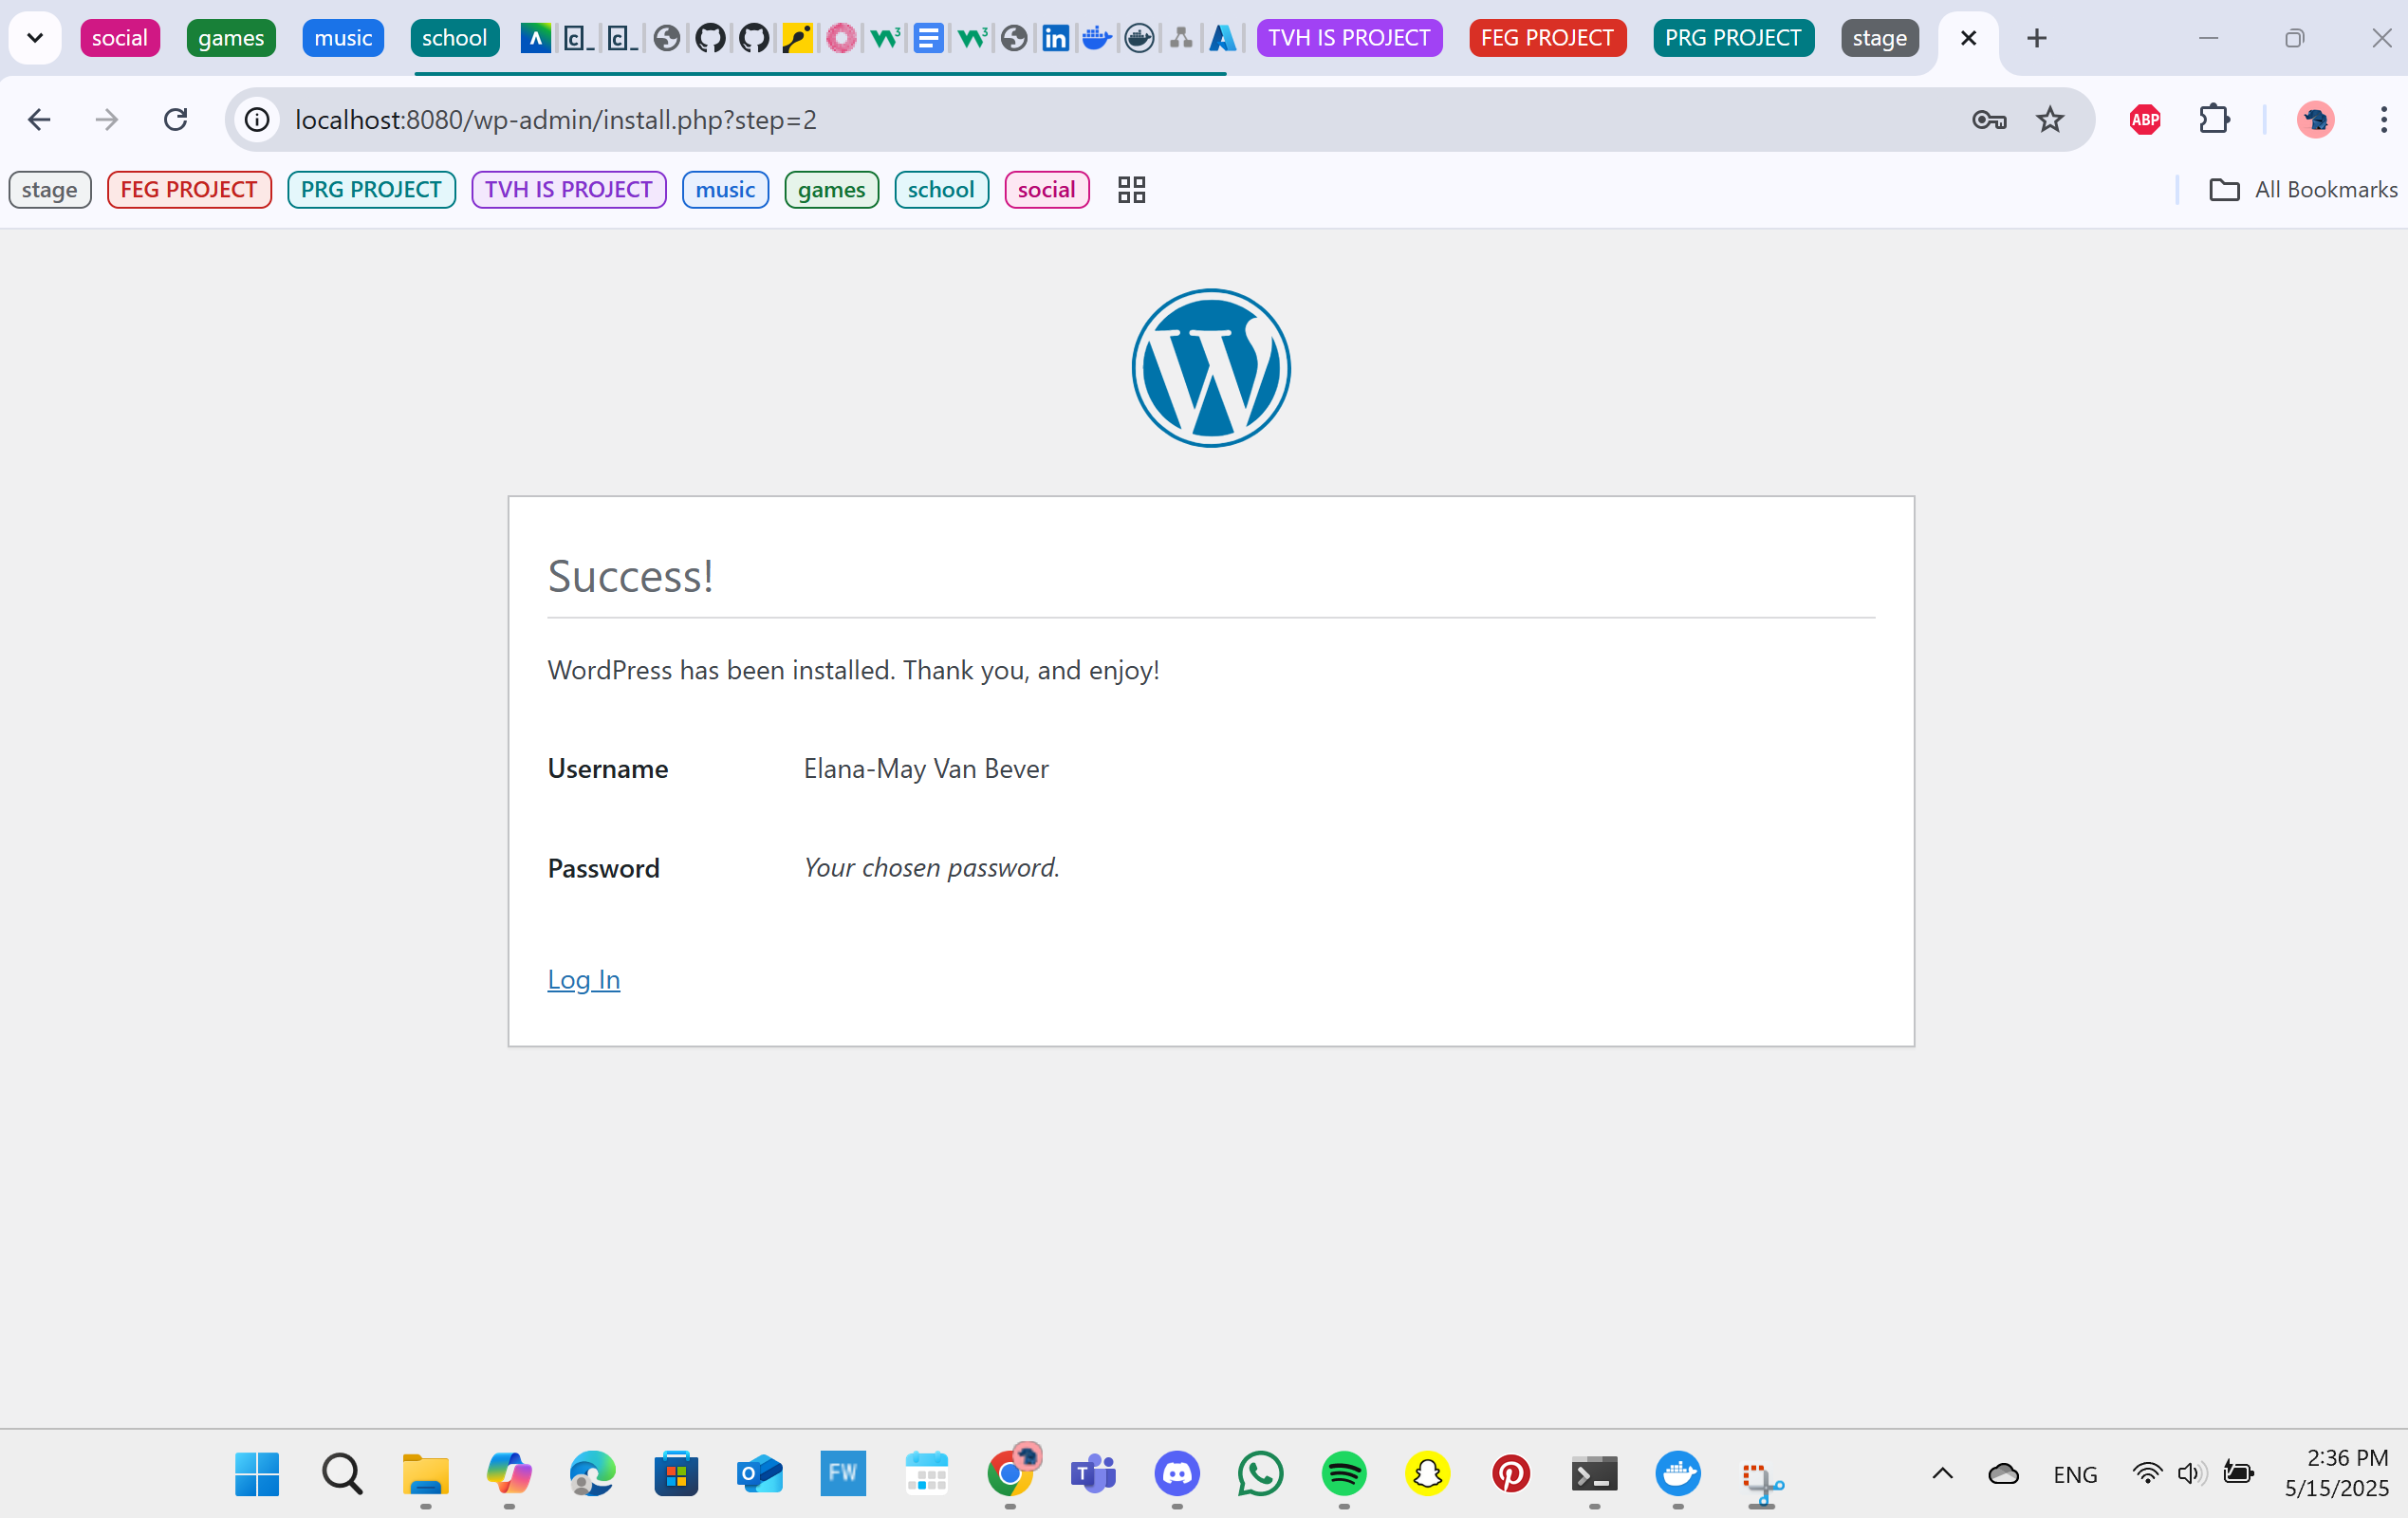 social games music school TVH IS PROJECT FEG PROJECT PRG PROJECT stage
localhost:8080/wp-admin/install.php?step=2
ABP
stage FEG PROJECT PRG PROJECT TVH IS PROJECT music games school social All Bookmarks
Success!
WordPress has been installed. Thank you, and enjoy!
Username Elana-May Van Bever
Password Your chosen password.
Log In
FW
ENG
2:36 PM
5/15/2025